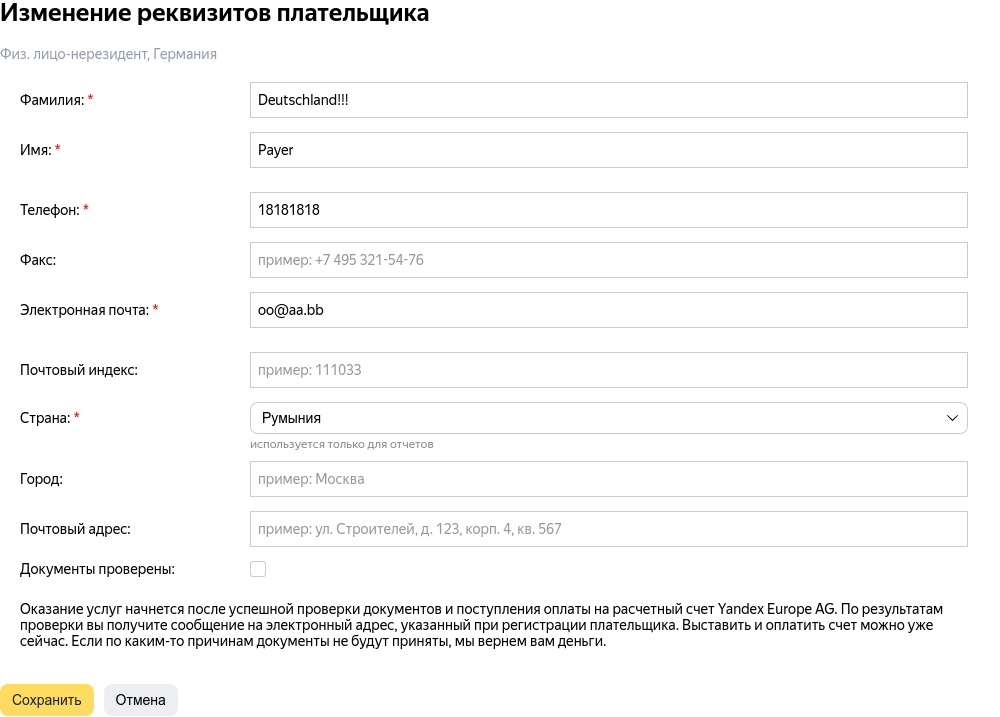 Изменение реквизитов плательщика
Физ. лицо-нерезидент, Германия
Фамилия: * Deutschland!!!
Имя: * Payer
Телефон: * 18181818
Факс: пример: +7 495 321-54-76
Электронная почта: * oo@aa.bb
Почтовый индекс: пример: 111033
Страна: * Румыния
используется только для отчетов
Город: пример: Москва
Почтовый адрес: пример: ул. Строителей, д. 123, корп. 4, кв. 567
Документы проверены:
Оказание услуг начнется после успешной проверки документов и поступления оплаты на расчетный счет Yandex Europe AG. По результатам
проверки вы получите сообщение на электронный адрес, указанный при регистрации плательщика. Выставить и оплатить счет можно уже
сейчас. Если по каким-то причинам документы не будут приняты, мы вернем вам деньги.
Сохранить Отмена